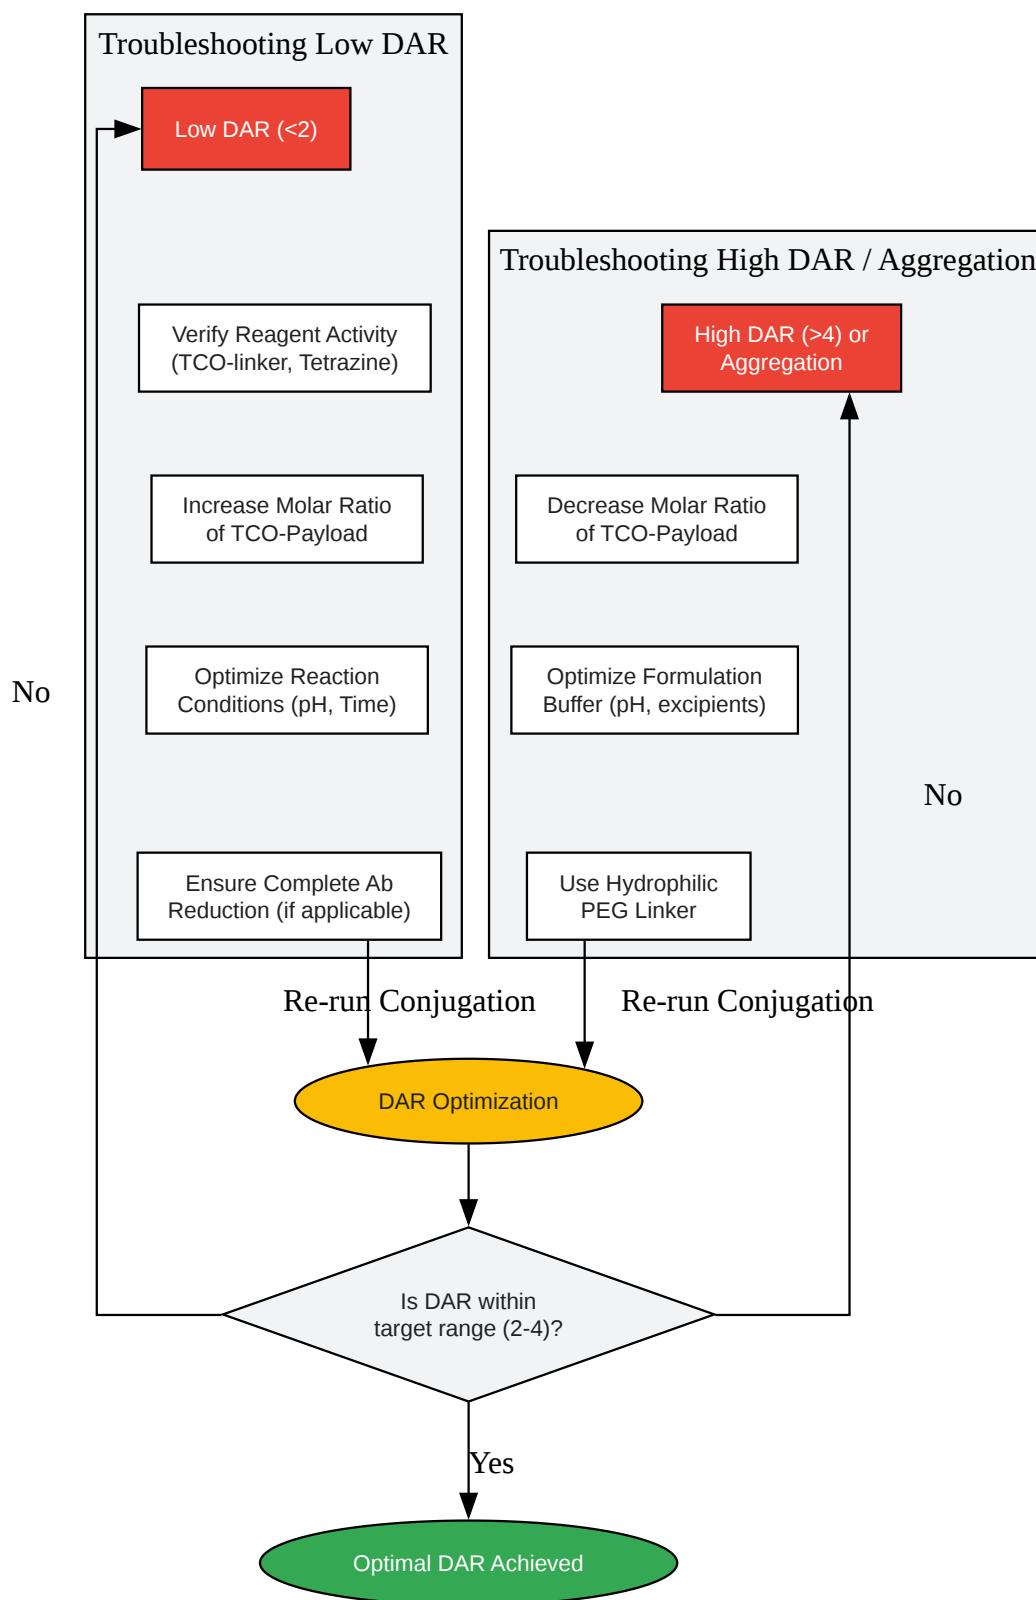 Troubleshooting Low DAR
Low DAR (<2)
Verify Reagent Activity
(TCO-linker, Tetrazine)
Increase Molar Ratio
of TCO-Payload
Optimize Reaction
Conditions (pH, Time)
Ensure Complete Ab
Reduction (if applicable)
Troubleshooting High DAR / Aggregation
High DAR (>4) or
Aggregation
Decrease Molar Ratio
of TCO-Payload
Optimize Formulation
Buffer (pH, excipients)
Use Hydrophilic
PEG Linker
No
No
Re-run Conjugation
Re-run Conjugation
DAR Optimization
Is DAR within
target range (2-4)?
Yes
Optimal DAR Achieved